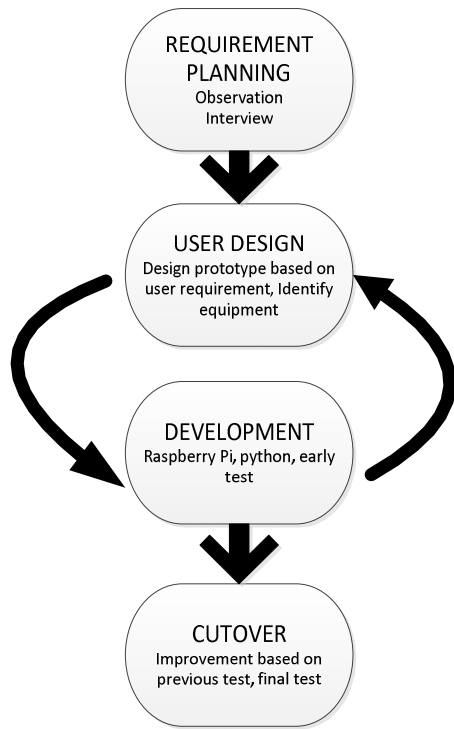 REQUIREMENT
PLANNING
Observation
Interview
USER DESIGN
Design prototype based on
user requirement, Identify
equipment
DEVELOPMENT
Raspberry Pi, python, early
test
CUTOVER
Improvement based on
previous test, final test